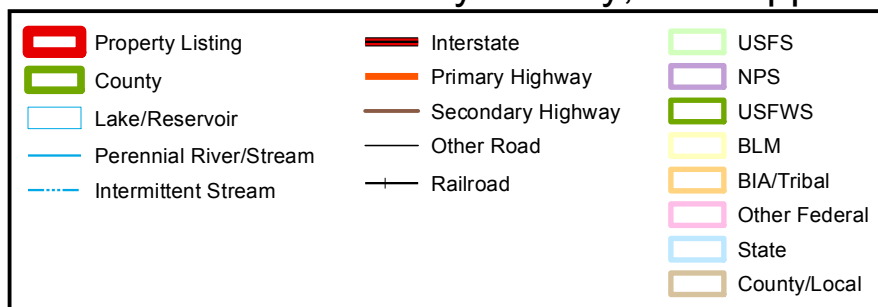 Property Listing
County
Lake/Reservoir
Perennial River/Stream
Intermittent Stream
Interstate
Primary Highway
Secondary Highway
Other Road
Railroad
USFS
NPS
USFWS
BLM
BIA/Tribal
Other Federal
State
County/Local